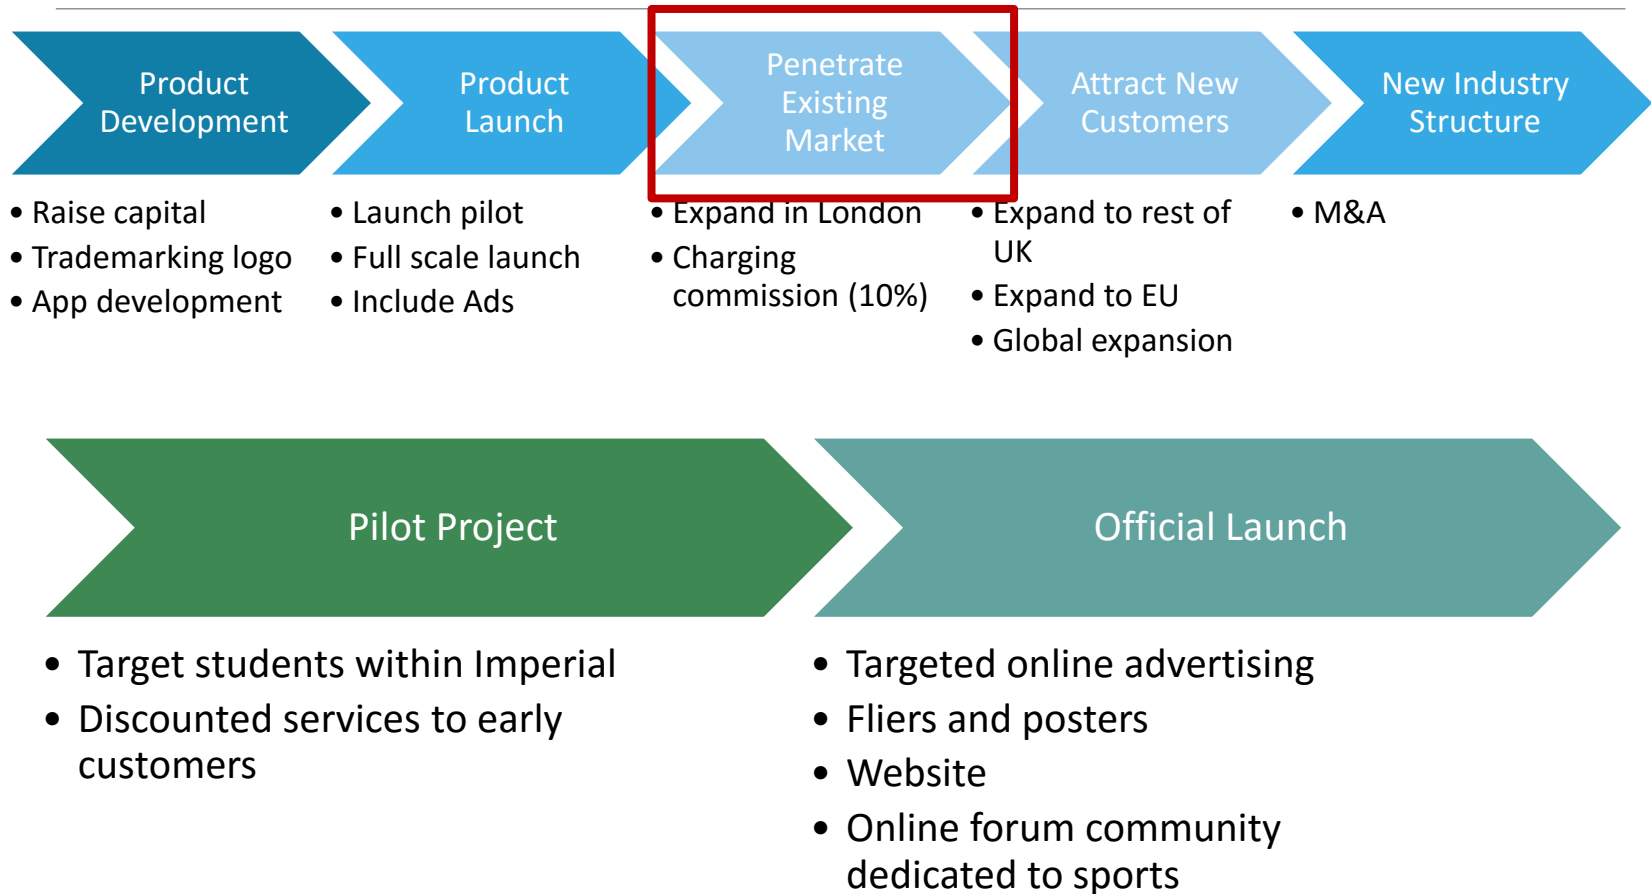 Product
Development
Product
Launch
Penetrate
Existing
Market
Attract New
Customers
New Industry
Structure
• Raise capital
• Trademarking logo
• App development
• Launch pilot
• Full scale launch
• Include Ads
• Expand in London
• Charging
commission (10%)
• Expand to rest of
UK
• Expand to EU
• Global expansion
• M&A
Pilot Project
Official Launch
• Target students within Imperial
• Discounted services to early
customers
• Targeted online advertising
• Fliers and posters
• Website
• Online forum community
dedicated to sports